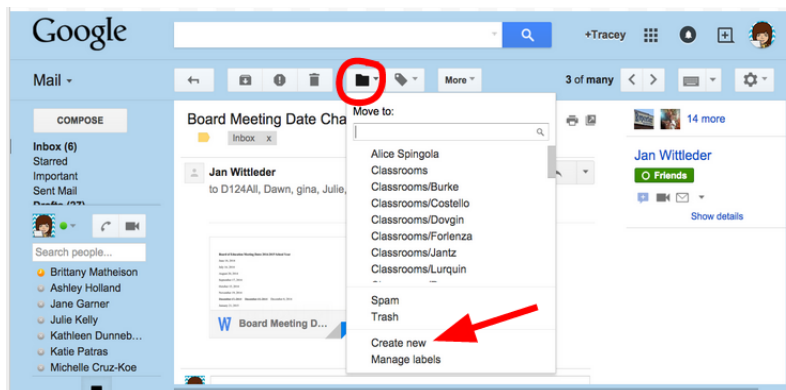 Google
+Tracey
Mail
More
3 of many
COMPOSE
Inbox (6)
Starred
Important
Sent Mail
Drafts (27)
Search people...
Brittany Matheison
Ashley Holland
Jane Garner
Julie Kelly
Kathleen Dunneb...
Katie Patras
Michelle Cruz-Koe
Board Meeting Date Cha
Inbox x
Jan Wittleder
to D124All, Dawn, gina, Julie,
W Board Meeting D...
Move to:
Alice Spingola
Classrooms
Classrooms/Burke
Classrooms/Costello
Classrooms/Dovgin
Classrooms/Forlenza
Classrooms/Jantz
Classrooms/Lurquin
Spam
Trash
Create new
Manage labels
14 more
Jan Wittleder
Friends
Show details